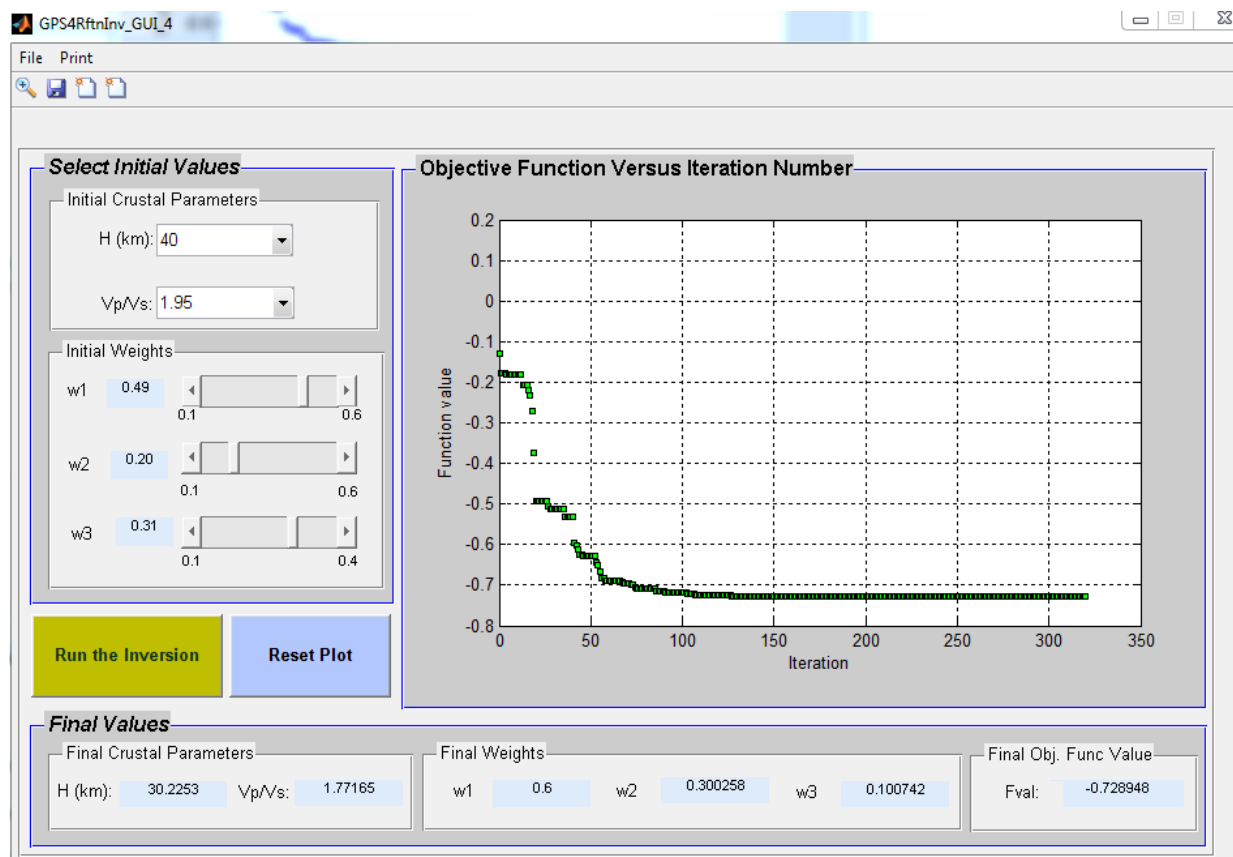 GPS4RftnInv_GUI_4
File Print
Select Initial Values
Initial Crustal Parameters
H (km): 40
Vp/Vs: 1.95
Initial Weights
w1 0.49
0.1 0.6
w2 0.20
0.1 0.6
w3 0.31
0.1 0.4
Run the Inversion
Reset Plot
Objective Function Versus Iteration Number
0.2
0.1
0
-0.1
-0.2
-0.3
-0.4
-0.5
-0.6
-0.7
-0.8
Function value
0 50 100 150 200 250 300 350
Iteration
Final Values
Final Crustal Parameters
H (km): 30.2253 Vp/Vs: 1.77165
Final Weights
w1 0.6 w2 0.300258 w3 0.100742
Final Obj. Func Value
Fval: -0.728948